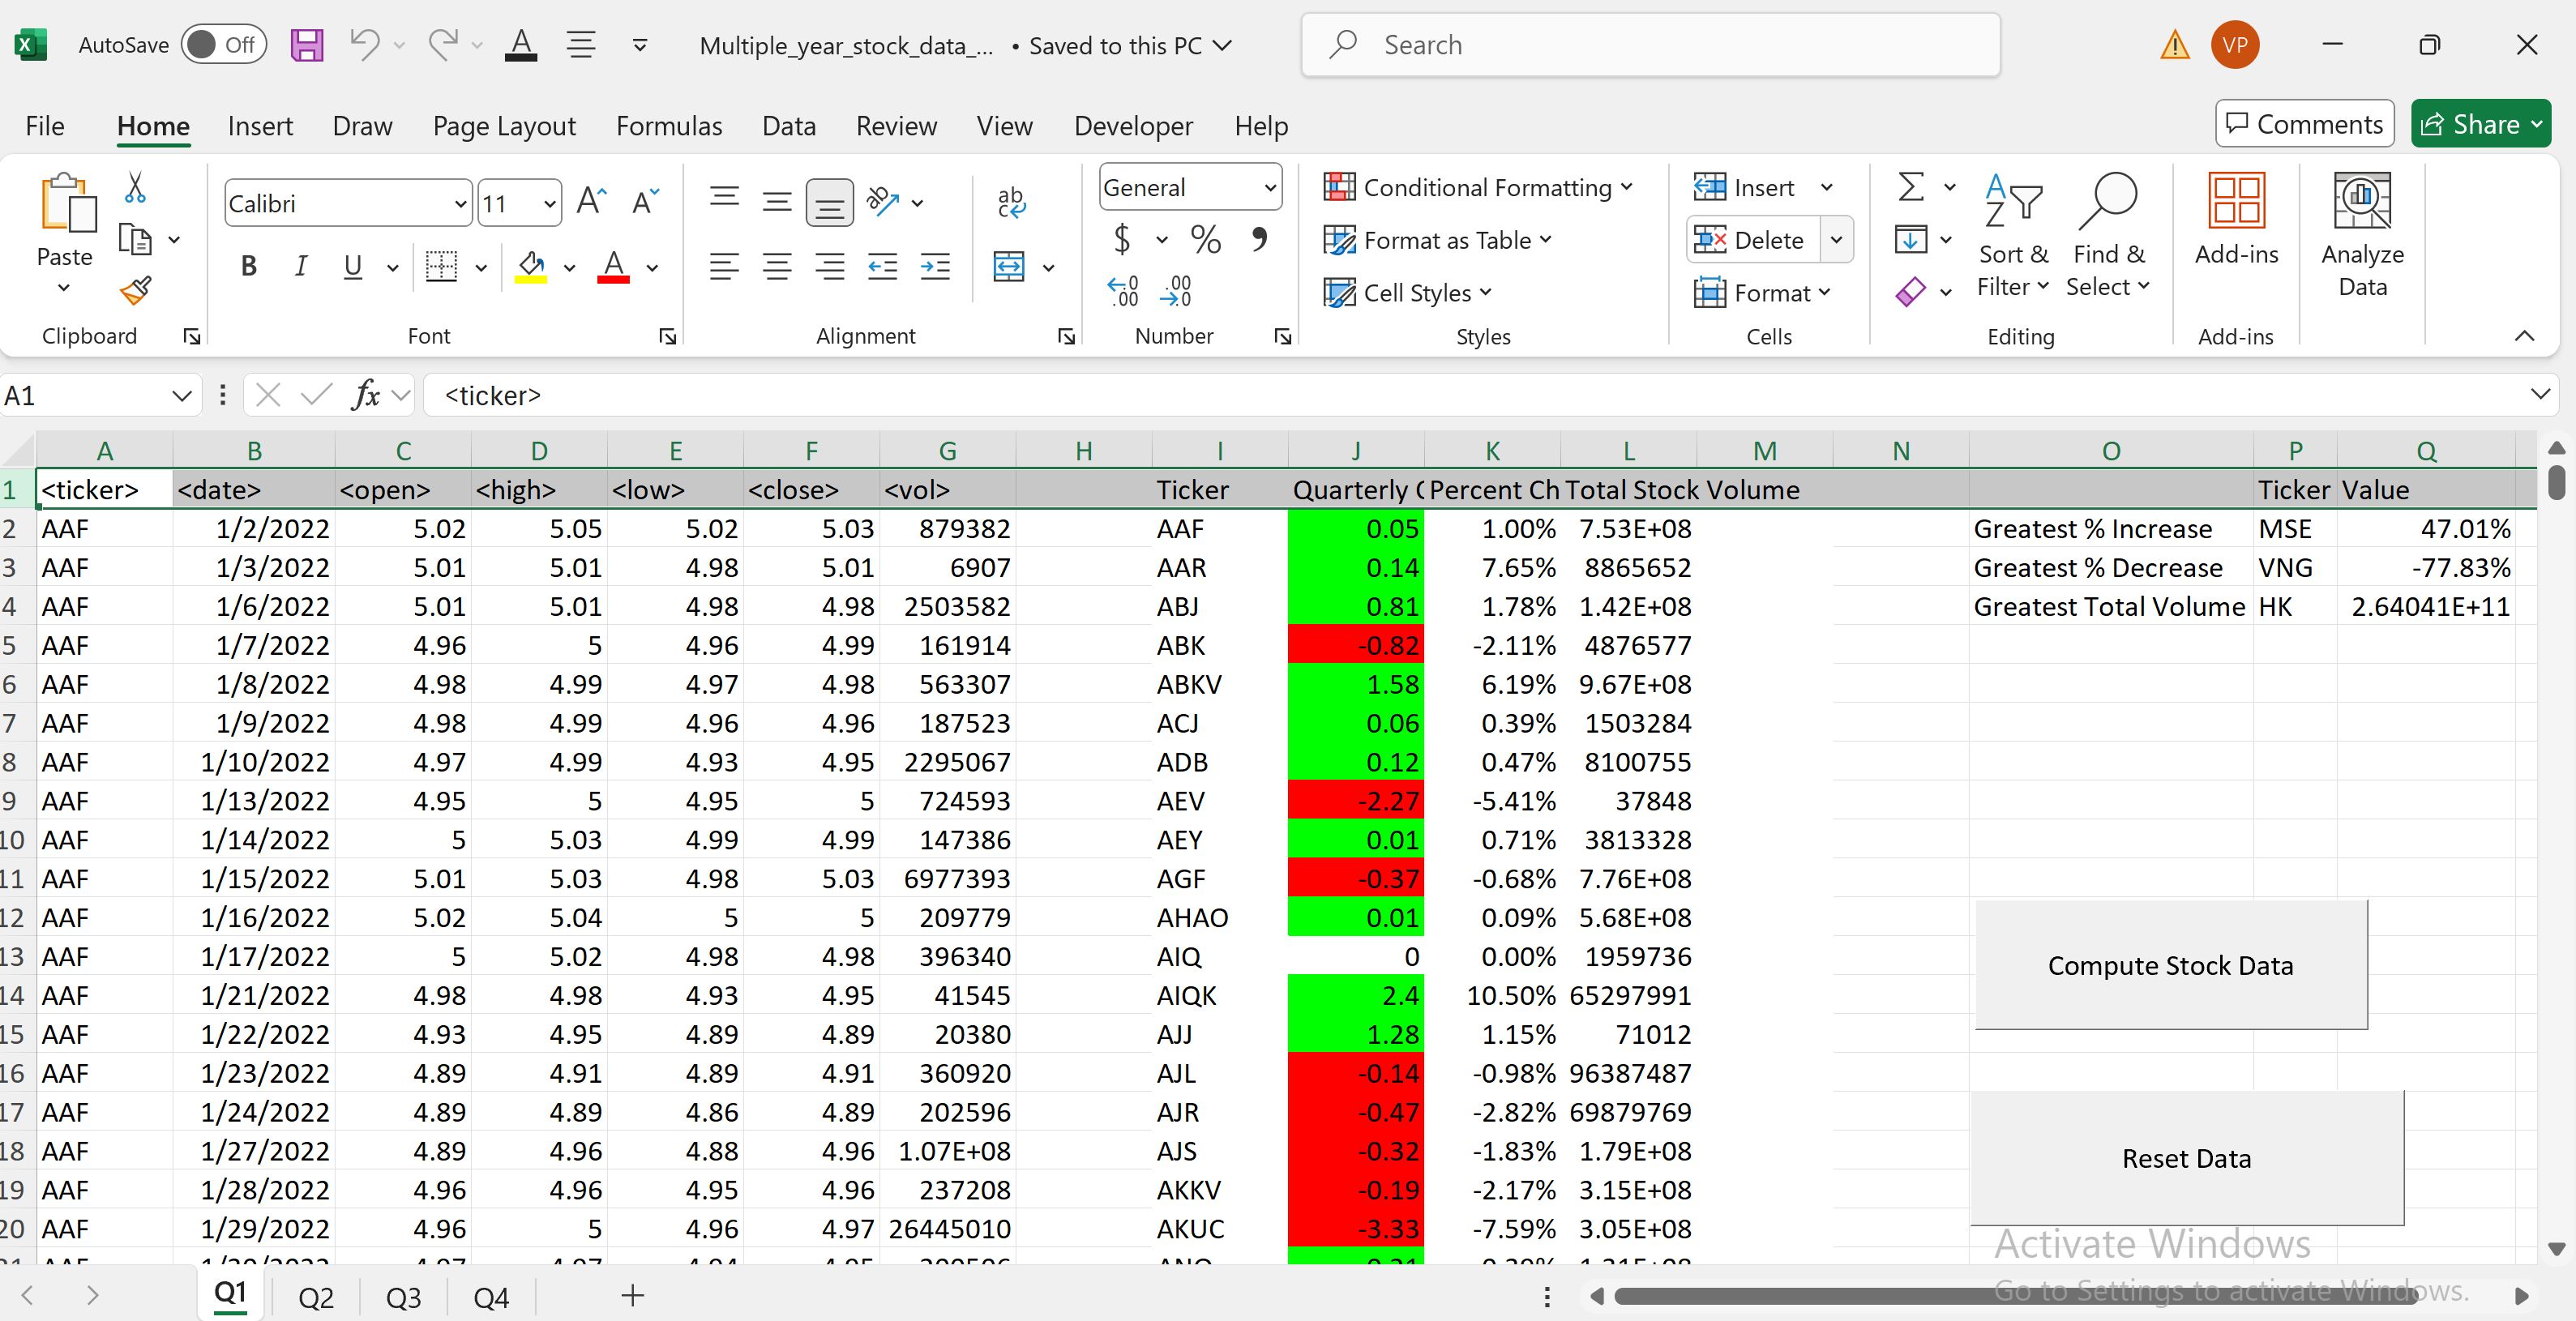 AutoSave Off Multiple_year_stock_data_... • Saved to this PC Search VP
File Home Insert Draw Page Layout Formulas Data Review View Developer Help Comments Share
Paste Calibri 11 General Conditional Formatting Insert Σ
B I U A ab $ % , Format as Table Delete Sort & Filter Find & Select Add-ins Analyze Data
Cell Styles Format
Clipboard Font Alignment Number Styles Cells Editing Add-ins
A1 fx <ticker>
A B C D E F G H I J K L M N O P Q
1 <ticker> <date> <open> <high> <low> <close> <vol> Ticker Quarterly Percent Ch Total Stock Volume Ticker Value
2 AAF 1/2/2022 5.02 5.05 5.02 5.03 879382 AAF 0.05 1.00% 7.53E+08 Greatest % Increase MSE 47.01%
3 AAF 1/3/2022 5.01 5.01 4.98 5.01 6907 AAR 0.14 7.65% 8865652 Greatest % Decrease VNG -77.83%
4 AAF 1/6/2022 5.01 5.01 4.98 4.98 2503582 ABJ 0.81 1.78% 1.42E+08 Greatest Total Volume HK 2.64041E+11
5 AAF 1/7/2022 4.96 5 4.96 4.99 161914 ABK -0.82 -2.11% 4876577
6 AAF 1/8/2022 4.98 4.99 4.97 4.98 563307 ABKV 1.58 6.19% 9.67E+08
7 AAF 1/9/2022 4.98 4.99 4.96 4.96 187523 ACJ 0.06 0.39% 1503284
8 AAF 1/10/2022 4.97 4.99 4.93 4.95 2295067 ADB 0.12 0.47% 8100755
9 AAF 1/13/2022 4.95 5 4.95 5 724593 AEV -2.27 -5.41% 37848
10 AAF 1/14/2022 5 5.03 4.99 4.99 147386 AEY 0.01 0.71% 3813328
11 AAF 1/15/2022 5.01 5.03 4.98 5.03 6977393 AGF -0.37 -0.68% 7.76E+08
12 AAF 1/16/2022 5.02 5.04 5 5 209779 AHAO 0.01 0.09% 5.68E+08
13 AAF 1/17/2022 5 5.02 4.98 4.98 396340 AIQ 0 0.00% 1959736 Compute Stock Data
14 AAF 1/21/2022 4.98 4.98 4.93 4.95 41545 AIQK 2.4 10.50% 65297991
15 AAF 1/22/2022 4.93 4.95 4.89 4.89 20380 AJJ 1.28 1.15% 71012
16 AAF 1/23/2022 4.89 4.91 4.89 4.91 360920 AJL -0.14 -0.98% 96387487
17 AAF 1/24/2022 4.89 4.89 4.86 4.89 202596 AJR -0.47 -2.82% 69879769
18 AAF 1/27/2022 4.89 4.96 4.88 4.96 1.07E+08 AJS -0.32 -1.83% 1.79E+08 Reset Data
19 AAF 1/28/2022 4.96 4.96 4.95 4.96 237208 AKKV -0.19 -2.17% 3.15E+08
20 AAF 1/29/2022 4.96 5 4.96 4.97 26445010 AKUC -3.33 -7.59% 3.05E+08
Activate Windows
Go to Settings to activate Windows.
Q1 Q2 Q3 Q4